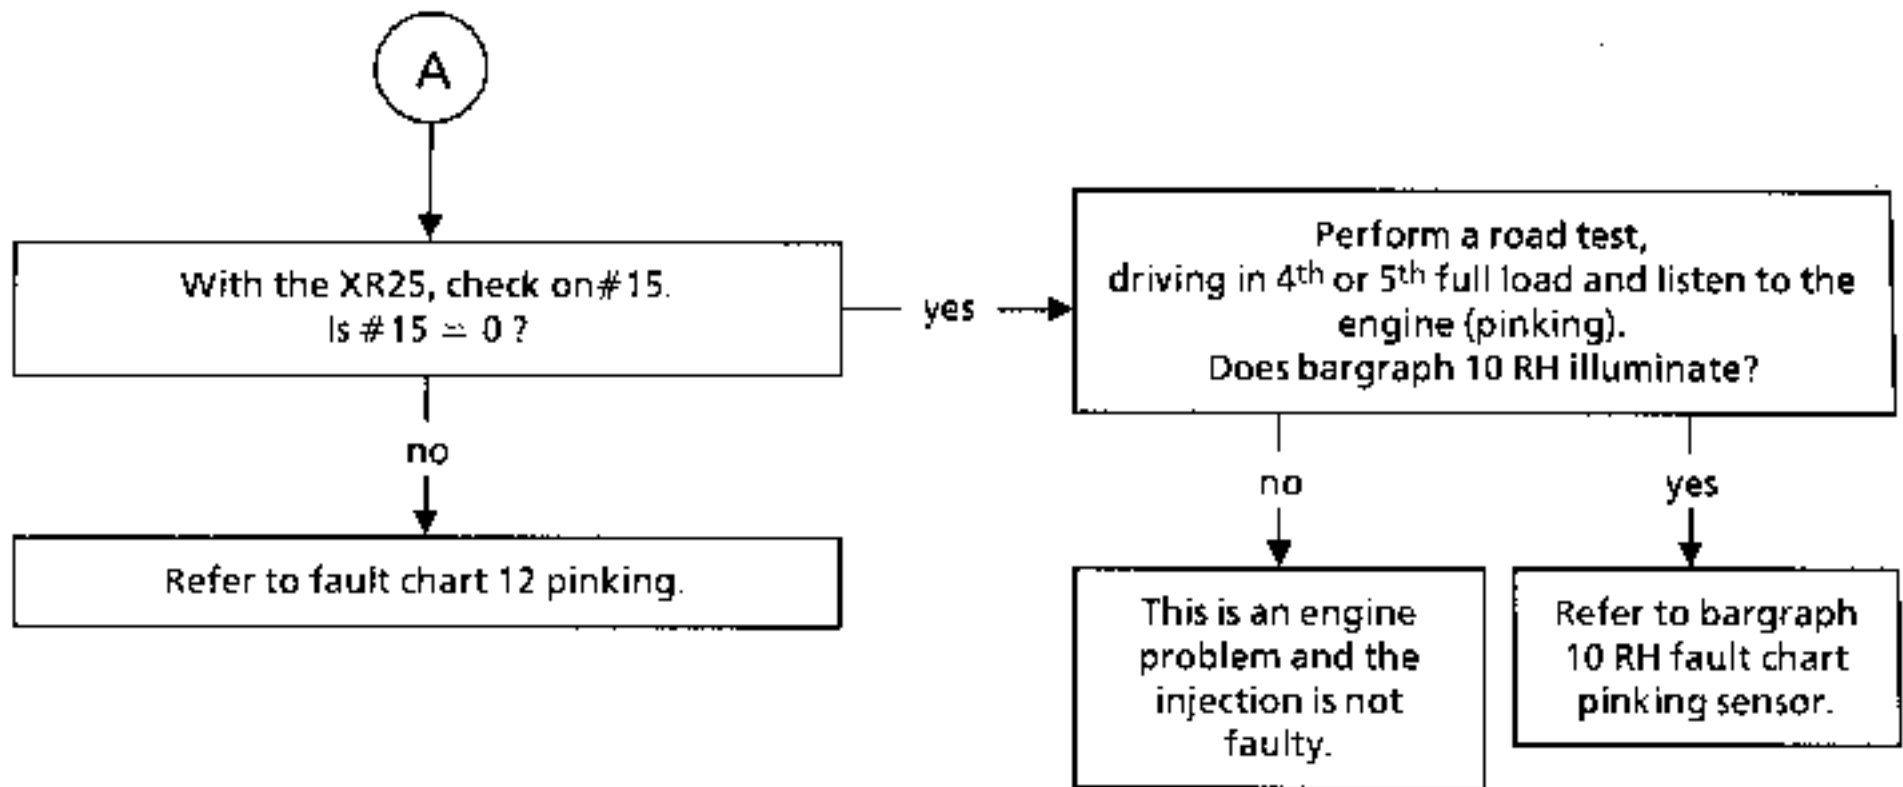 A
With the XR25, check on #15.
Is #15 ≃ 0 ?
yes
Perform a road test,
driving in 4th or 5th full load and listen to the
engine (pinking).
Does bargraph 10 RH illuminate?
no
Refer to fault chart 12 pinking.
no
This is an engine
problem and the
injection is not
faulty.
yes
Refer to bargraph
10 RH fault chart
pinking sensor.